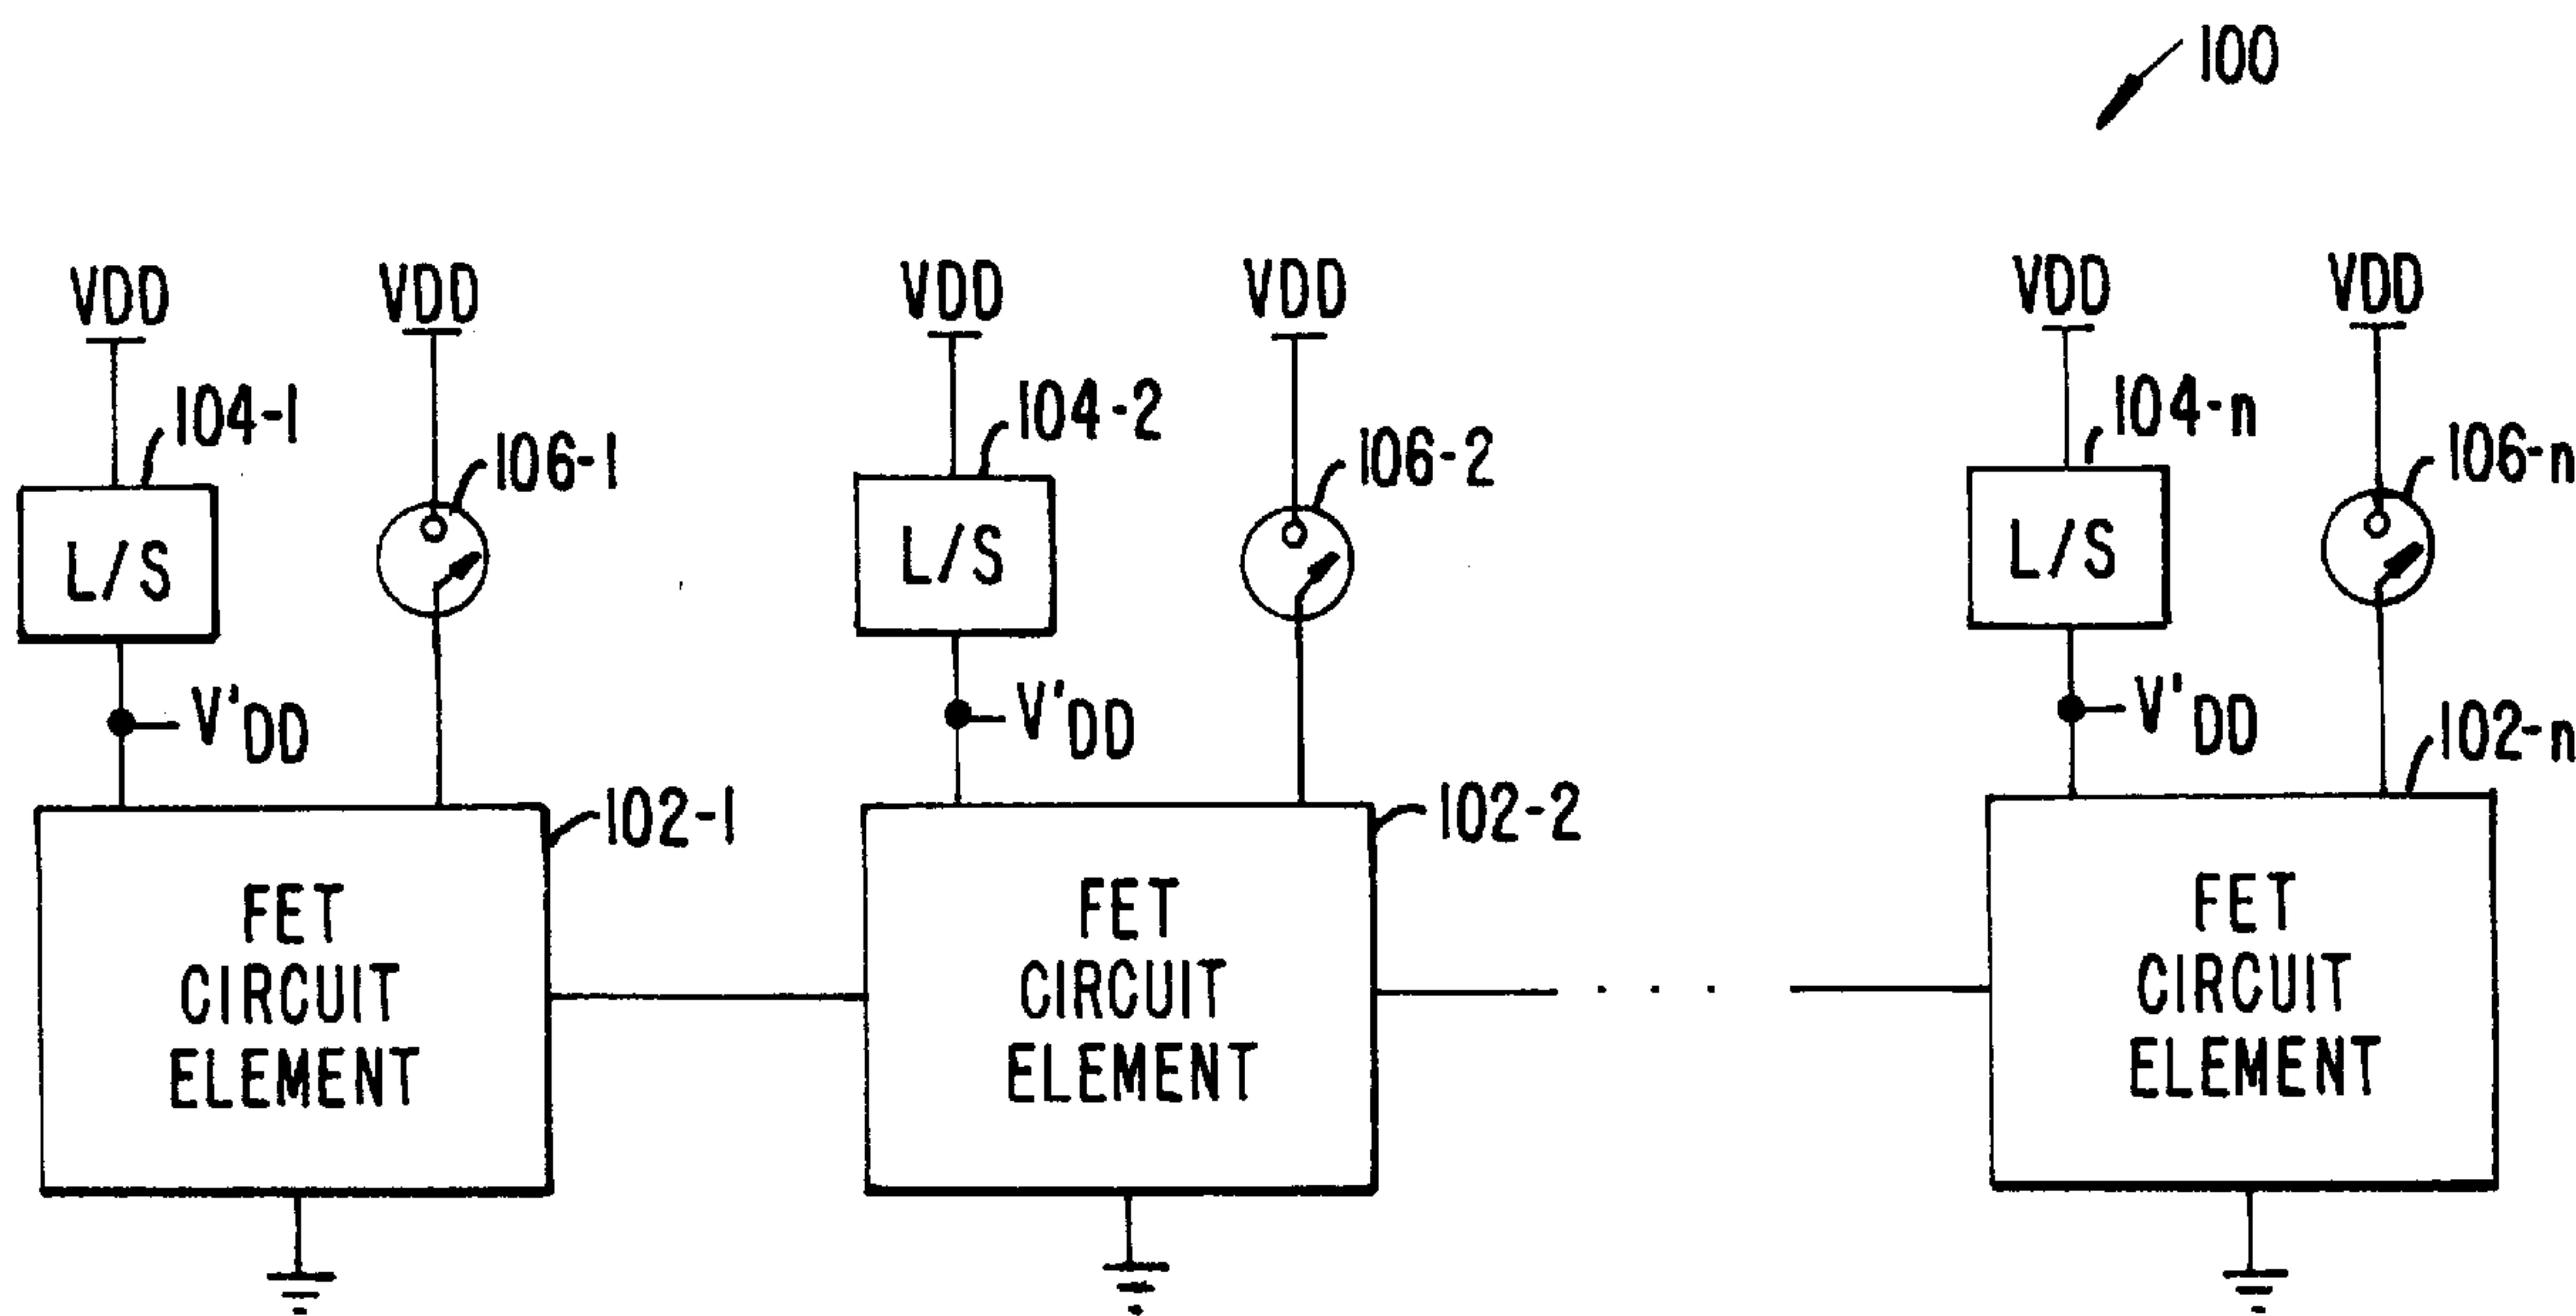 100
VDD VDD VDD VDD VDD VDD
104-1 104-2 104-n
106-1 106-2 106-n
L/S L/S L/S
V'DD V'DD V'DD
102-1 102-2 102-n
FET FET FET
CIRCUIT CIRCUIT . . . CIRCUIT
ELEMENT ELEMENT ELEMENT